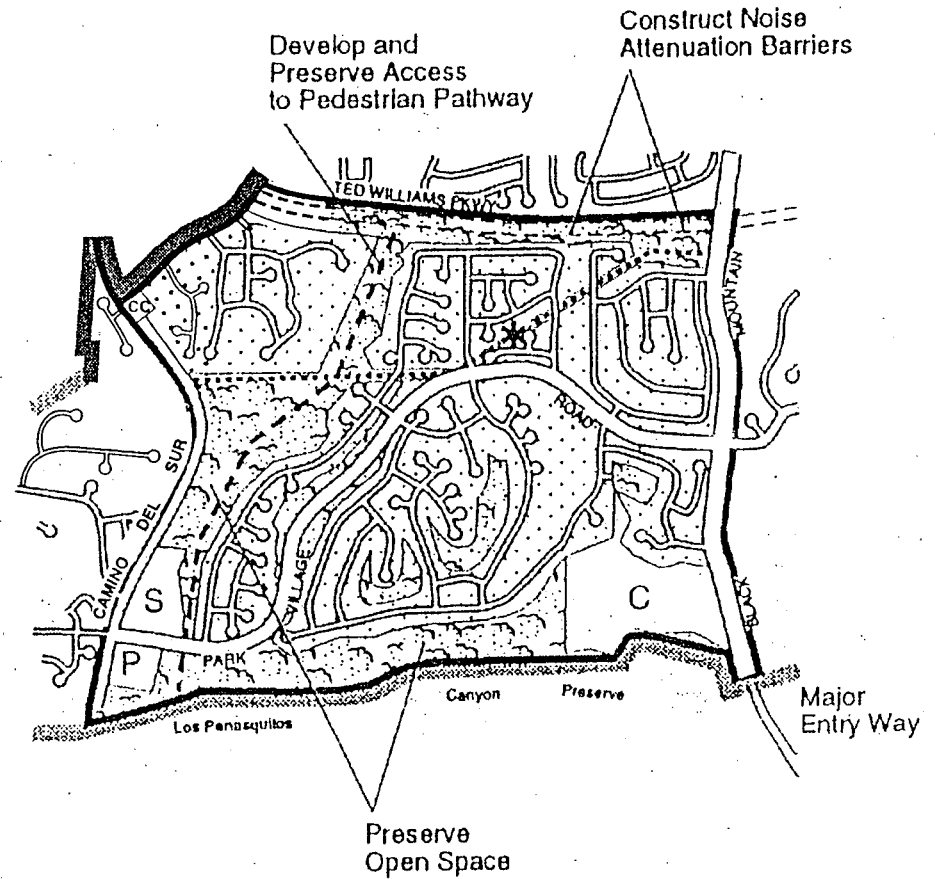 Construct Noise
Attenuation Barriers
Develop and
Preserve Access
to Pedestrian Pathway
TED WILLIAMS PKWY
CC
MOUNTAIN
ROAD
DEL SUR
CAMINO
VILLAGE
S
C
BLACK
P
PARK
Canyon Preserve
Los Penasquitos
Major
Entry Way
Preserve
Open Space